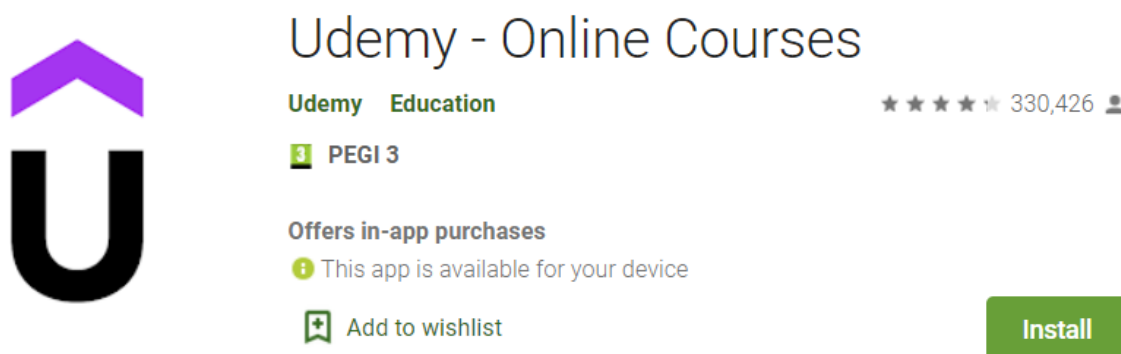 Udemy - Online Courses
Udemy Education 330,426
3 PEGI 3
Offers in-app purchases
This app is available for your device
Add to wishlist
Install